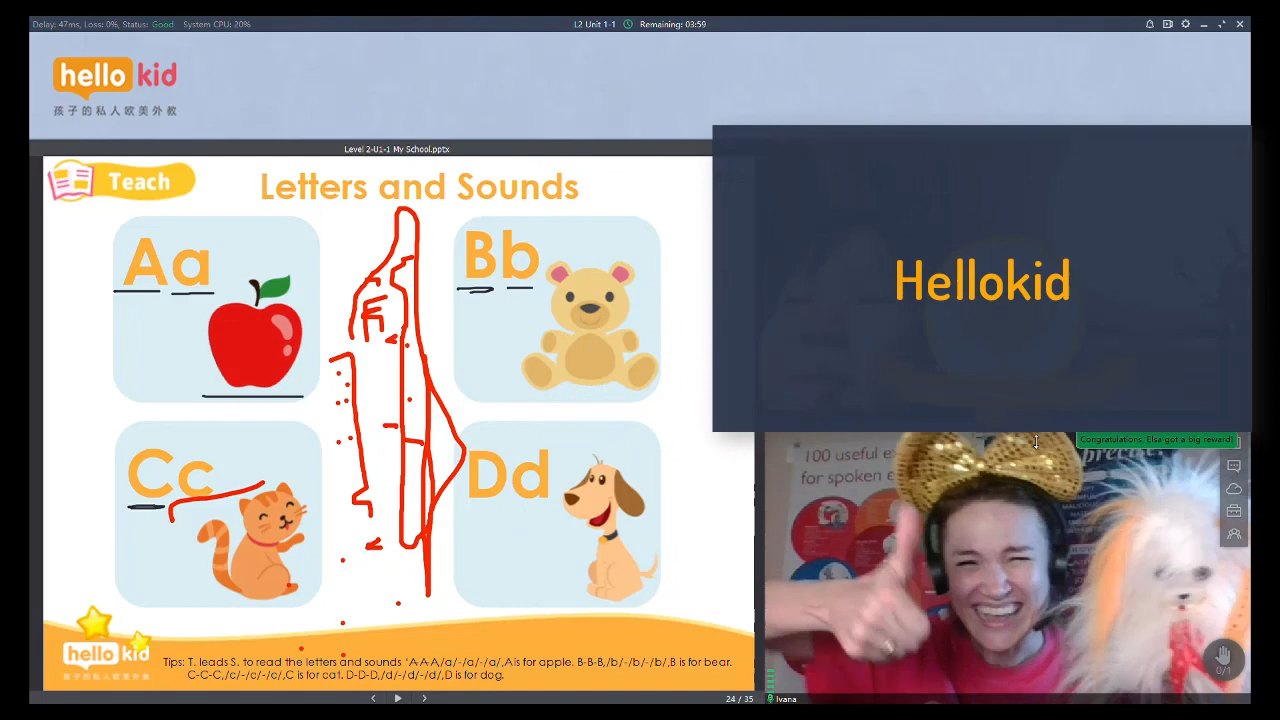 Delay: 47ms, Loss: 0%, Status: Good System CPU: 20%
L2 Unit 1-1 Remaining: 03:59
hello kid
孩子的私人欧美外教
Level 2-U1-1 My School.pptx
Teach
Letters and Sounds
Aa
Bb
Hellokid
Cc
Dd
Congratulations, Elsa got a big reward!
100 useful
for spoken
hello kid
孩子的私人欧美外教
Tips: T. leads S. to read the letters and sounds 'A-A-A,/a/-/a/-/a/,A is for apple. B-B-B,/b/-/b/-/b/,B is for bear.
C-C-C,/c/-/c/-/c/,C is for cat. D-D-D,/d/-/d/-/d/,D is for dog.
24 / 35
Ivana
0/1